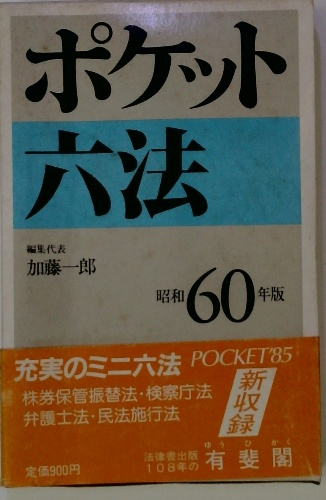 ポケット
六法
編集代表
加藤一郎
昭和60年版
充実のミニ六法 POCKET'85
株券保管振替法・検察庁法
弁護士法・民法施行法
新収録
定価900円
法律書出版
108年の
ゆうひかく
有斐閣